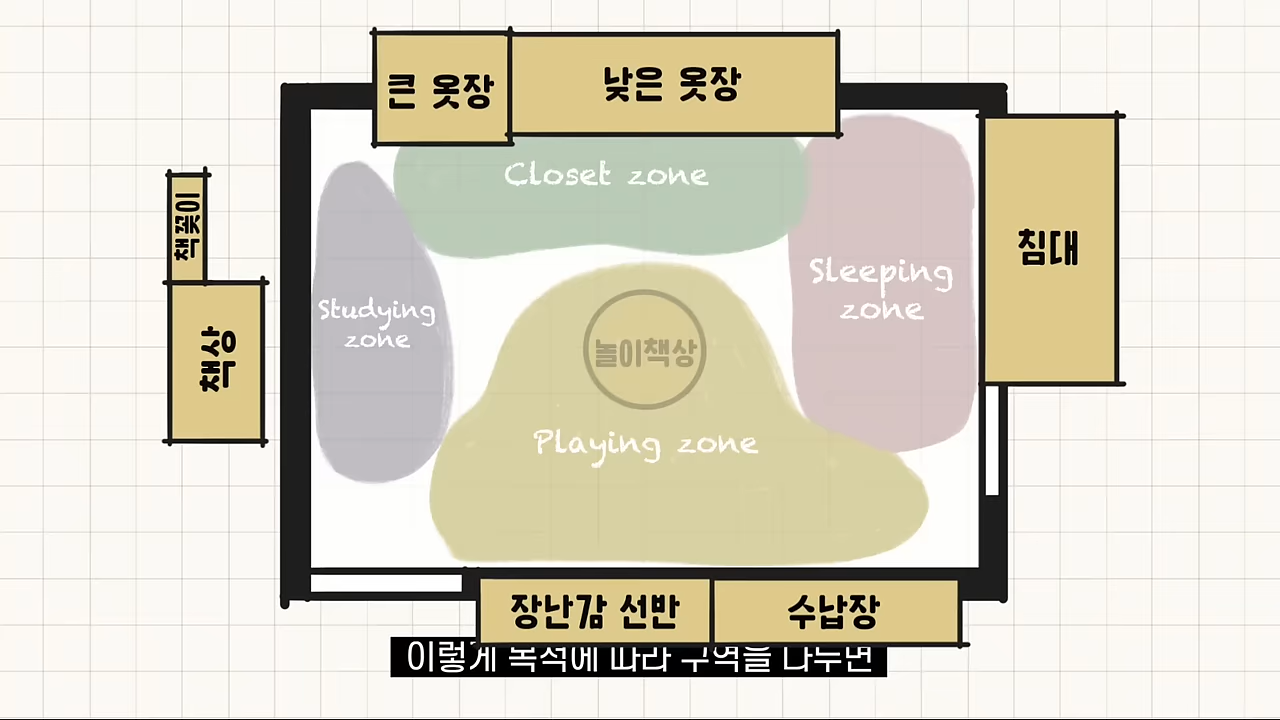 큰 옷장
낮은 옷장
Closet zone
책꽂이
침대
Sleeping
zone
Studying
zone
책상
놀이책상
Playing zone
장난감 선반
수납장
이렇게 목적에 따라 구역을 나누면